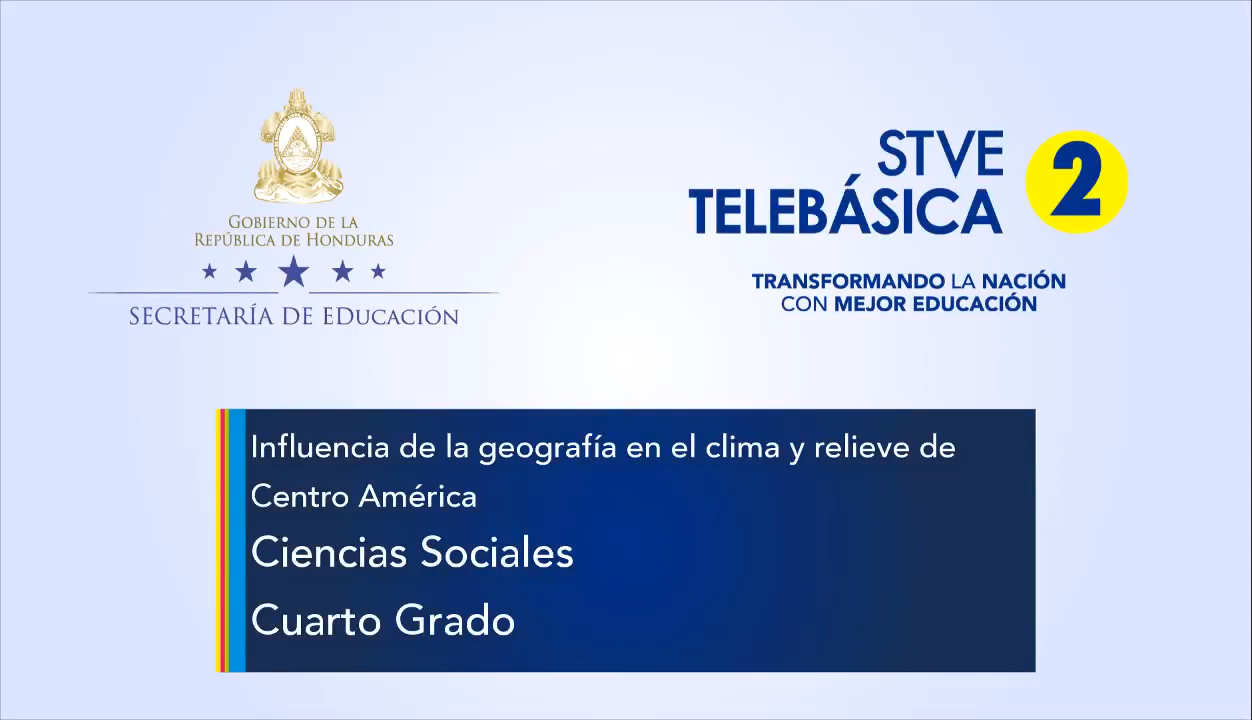 GOBIERNO DE LA
REPÚBLICA DE HONDURAS
SECRETARÍA DE EDUCACIÓN
STVE
TELEBÁSICA
2
TRANSFORMANDO LA NACIÓN
CON MEJOR EDUCACIÓN
Influencia de la geografía en el clima y relieve de
Centro América
Ciencias Sociales
Cuarto Grado